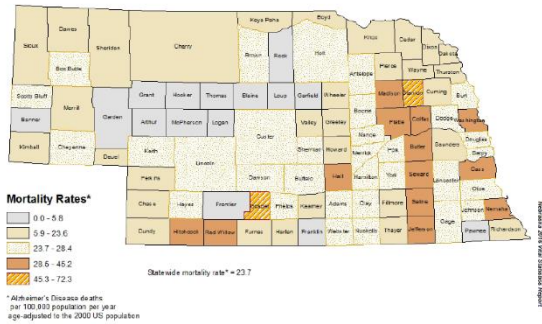 Keya Paha
Boyd
Dawes
Sioux
Sheridan
Cherry
Knox
Cedar
Dixon
Dakota
Brown
Rock
Holt
Box Butte
Pierce
Wayne
Thurston
Antelope
Scotts Bluff
Morrill
Garden
Grant
Hooker
Thomas
Blaine
Loup
Garfield
Wheeler
Madison
Stanton
Cuming
Burt
Banner
Arthur
McPherson
Logan
Custer
Valley
Greeley
Boone
Platte
Colfax
Dodge
Washington
Nance
Kimball
Cheyenne
Deuel
Keith
Lincoln
Sherman
Howard
Merrick
Polk
Butler
Saunders
Douglas
Sarpy
Perkins
Dawson
Buffalo
Hall
Hamilton
York
Seward
Lancaster
Cass
Otoe
Chase
Hayes
Frontier
Gosper
Phelps
Kearney
Adams
Clay
Fillmore
Saline
Johnson
Nemaha
Gage
Dundy
Hitchcock
Red Willow
Furnas
Harlan
Franklin
Webster
Nuckolls
Thayer
Jefferson
Pawnee
Richardson
Mortality Rates*
0.0 - 5.8
5.9 - 23.6
23.7 - 28.4
28.5 - 45.2
45.3 - 72.3
Statewide mortality rate* = 23.7
* Alzheimer's Disease deaths
per 100,000 population per year
age-adjusted to the 2000 US population
Nebraska 2015 Vital Statistics Report